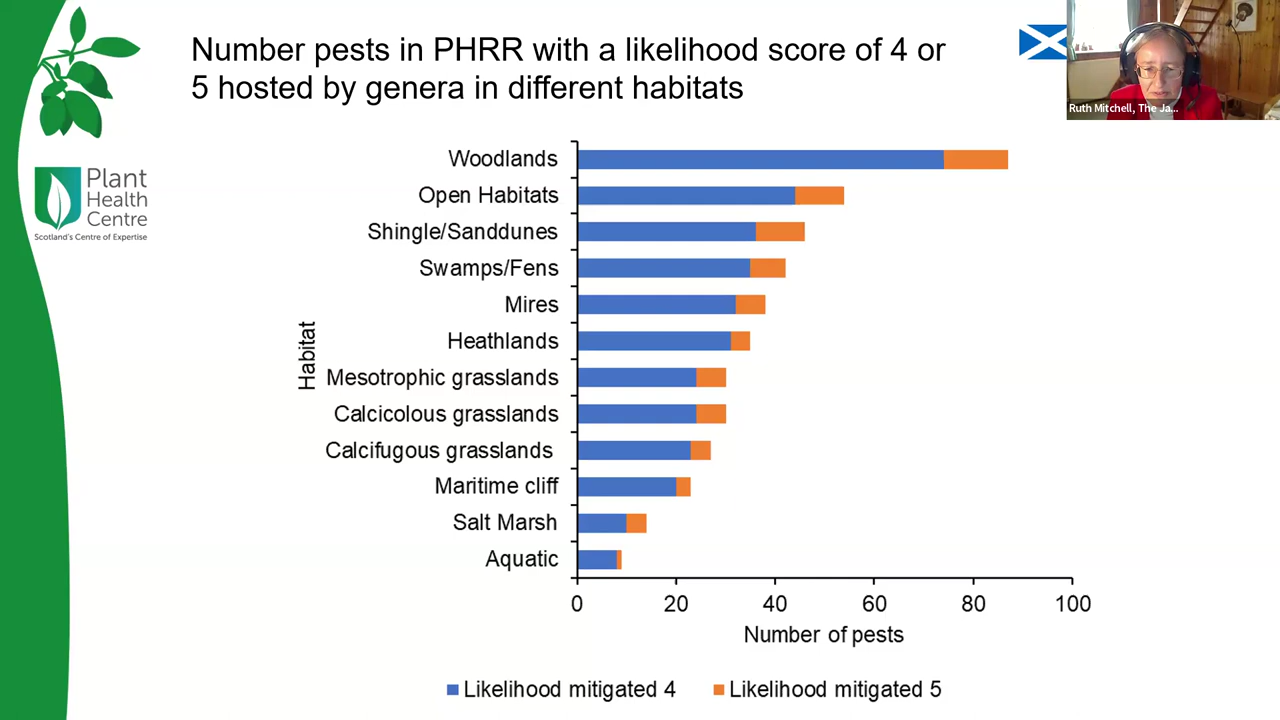 Number pests in PHRR with a likelihood score of 4 or
5 hosted by genera in different habitats
Ruth Mitchell, The Ja...
Plant
Health
Centre
Scotland's Centre of Expertise
Habitat
Woodlands
Open Habitats
Shingle/Sanddunes
Swamps/Fens
Mires
Heathlands
Mesotrophic grasslands
Calcicolous grasslands
Calcifugous grasslands
Maritime cliff
Salt Marsh
Aquatic
0 20 40 60 80 100
Number of pests
Likelihood mitigated 4 Likelihood mitigated 5